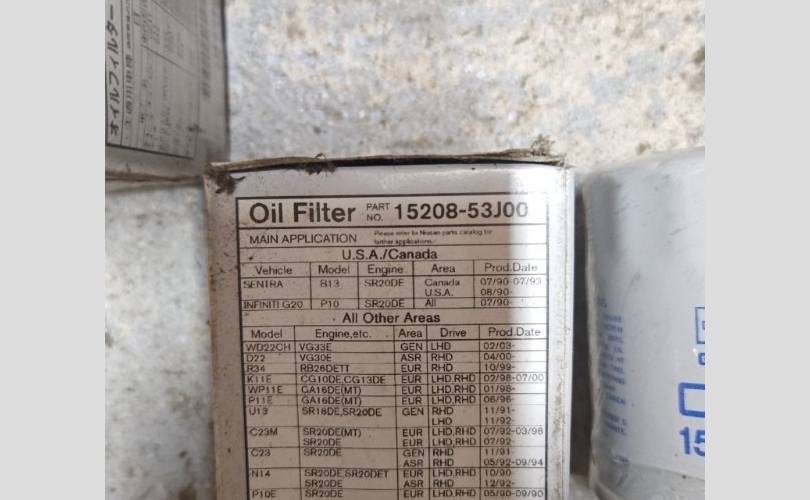 Oil Filter PART NO. 15208-53J00
MAIN APPLICATION Please refer to Nissan parts catalog for further applications.
U.S.A./Canada
Vehicle Model Engine Area Prod.Date
SENTRA B13 SR20DE Canada 07/90-07/93
U.S.A. 08/90-
INFINITI G20 P10 SR20DE All 07/90-
All Other Areas
Model Engine,etc. Area Drive Prod.Date
WD22CH VG33E GEN LHD 02/03-
D22 VG30E ASR RHD 04/00-
R34 RB26DETT EUR RHD 10/99-
K11E CG10DE,CG13DE EUR LHD,RHD 02/98-07/00
WP11E GA16DE(MT) EUR LHD,RHD 01/98-
P11E GA16DE(MT) EUR LHD,RHD 06/96-
U13 SR18DE,SR20DE GEN RHD 11/91-
LHD 11/92-
C23M SR20DE(MT) EUR LHD,RHD 07/92-03/98
SR20DE EUR LHD,RHD 07/92-
C23 SR20DE GEN RHD 11/91-
ASR RHD 05/92-09/94
N14 SR20DE,SR20DET EUR LHD,RHD 10/90-
SR20DE ASR RHD 12/92-
P10E SR20DE EUR LHD,RHD 05/90-09/90
15